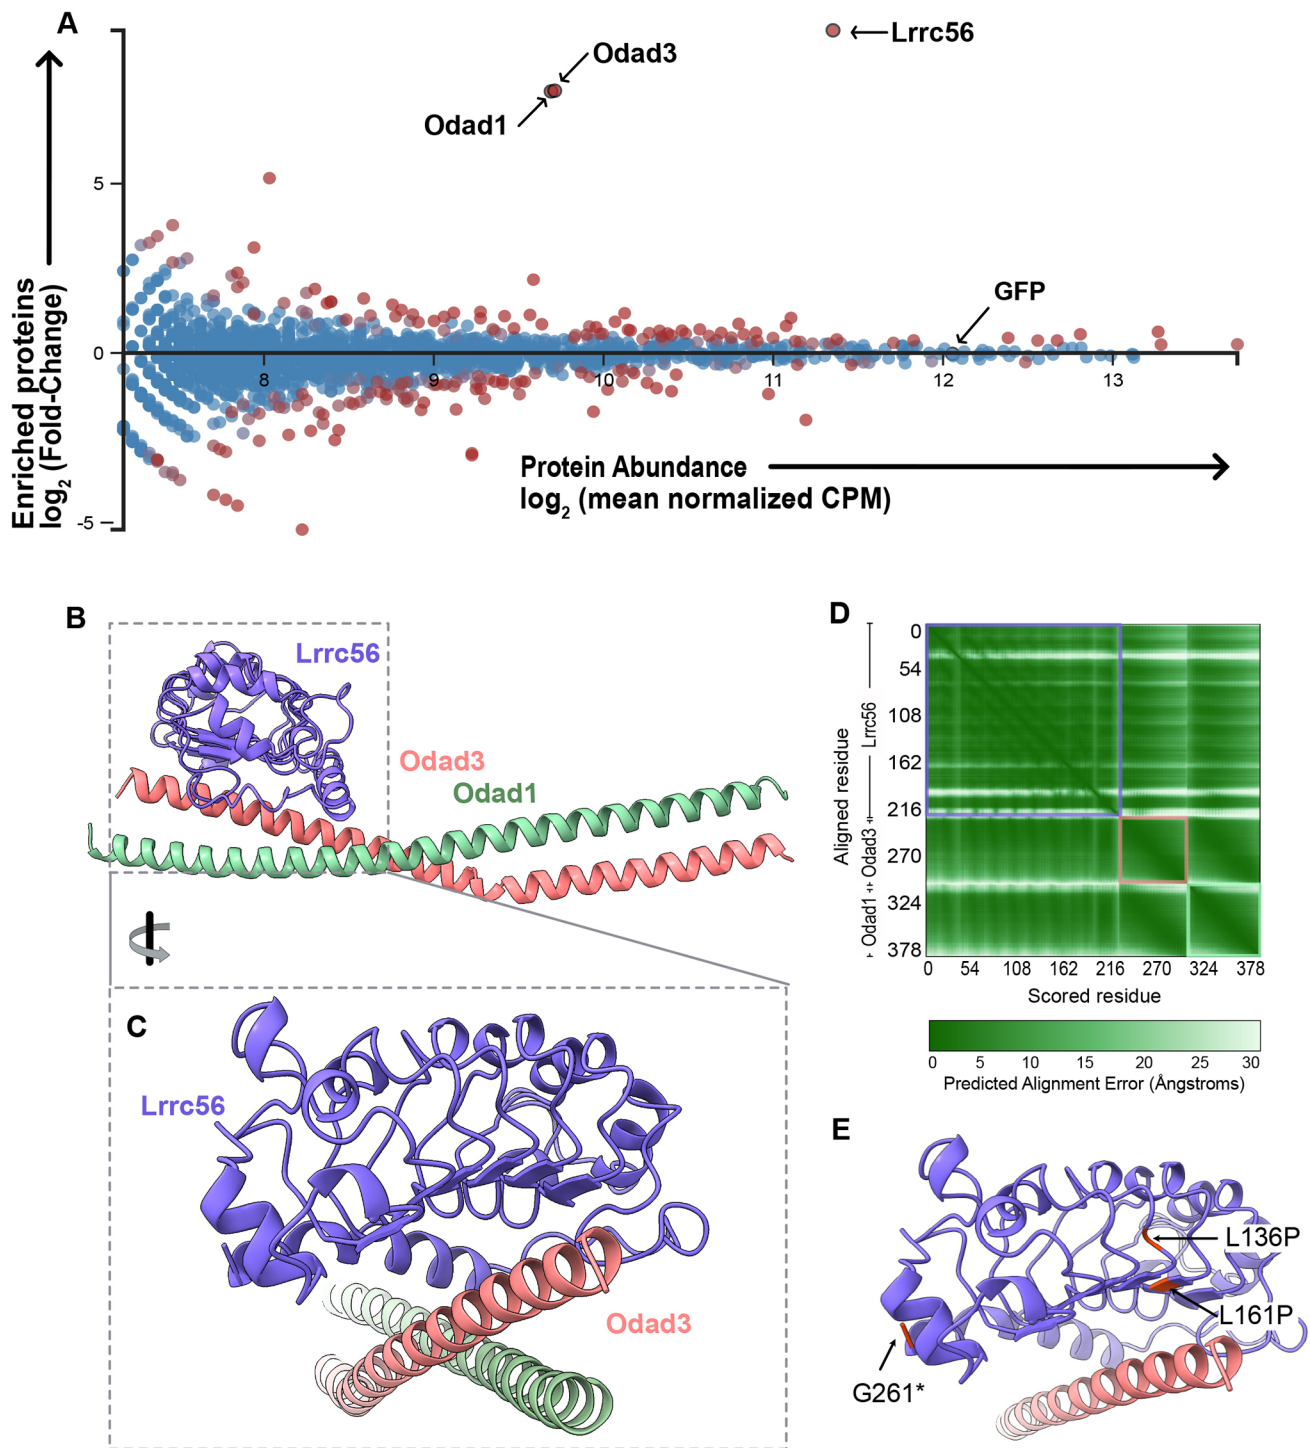 A
Lrrc56
Odad3
Odad1
5
GFP
0
8
9
10
11
12
13
-5
Enriched proteins
log2 (Fold-Change)
Protein Abundance
log2 (mean normalized CPM)
B
Lrrc56
Odad3
Odad1
C
Lrrc56
Odad3
D
0
54
108
162
216
270
324
378
Aligned residue
Lrrc56
Odad3
Odad1
0
54
108
162
216
270
324
378
Scored residue
0
5
10
15
20
25
30
Predicted Alignment Error (Ångstroms)
E
L136P
L161P
G261*